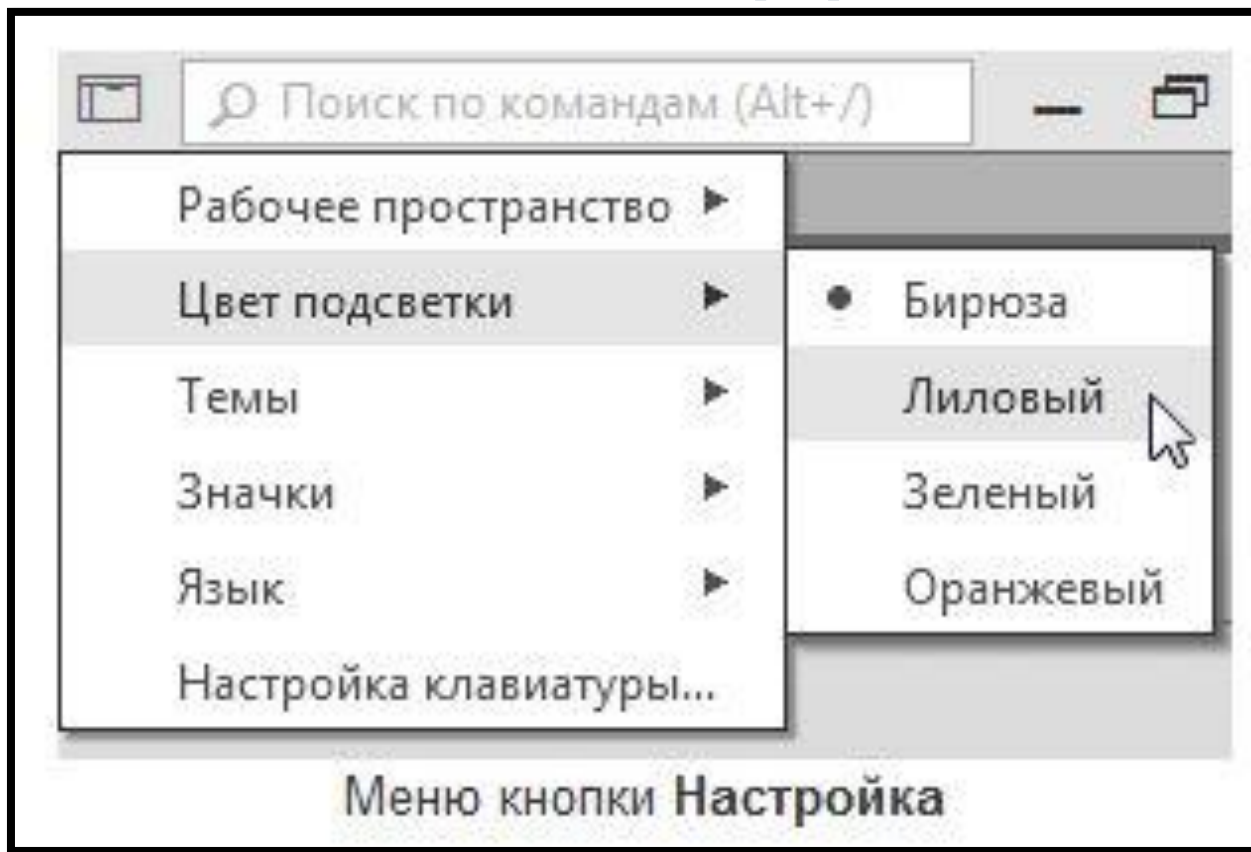 Поиск по командам (Alt+/)
Рабочее пространство
Цвет подсветки
Темы
Значки
Язык
Настройка клавиатуры...
Бирюза
Лиловый
Зеленый
Оранжевый
Меню кнопки Настройка